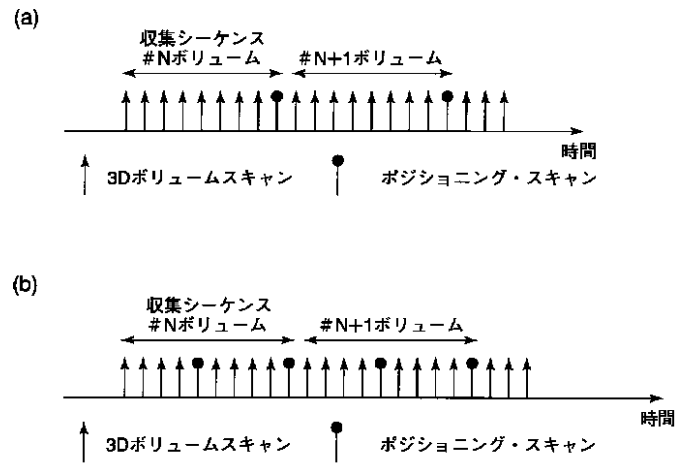 (a)
収集シーケンス
#Nボリューム
#N+1ボリューム
時間
3Dボリュームスキャン
ポジショニング・スキャン
(b)
収集シーケンス
#Nボリューム
#N+1ボリューム
時間
3Dボリュームスキャン
ポジショニング・スキャン